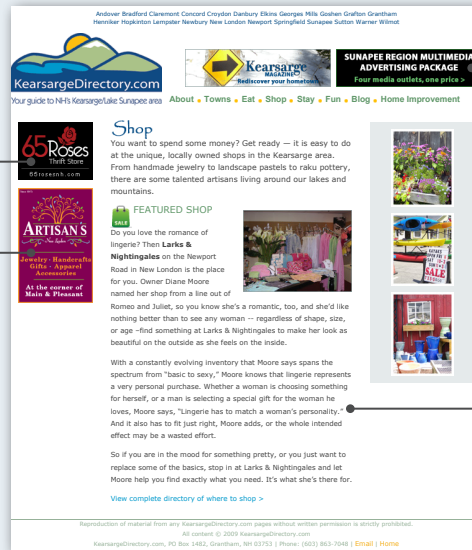 Andover Bradford Claremont Concord Croydon Danbury Elkins Georges Mills Goshen Grafton Grantham
Henniker Hopkinton Lempster Newbury New London Newport Springfield Sunapee Sutton Warner Wilmot
KearsargeDirectory.com
Your guide to NH's Kearsarge/Lake Sunapee area
Kearsarge
MAGAZINE
Rediscover your hometown...
SUNAPEE REGION MULTIMEDIA
ADVERTISING PACKAGE
Four media outlets, one price >
About Towns Eat Shop Stay Fun Blog Home Improvement
65 Roses
Thrift Store
65rosesnh.com
ARTISAN'S
New London
Jewelry · Handcrafts
Gifts · Apparel
Accessories
At the corner of
Main & Pleasant
Shop
You want to spend some money? Get ready — it is easy to do
at the unique, locally owned shops in the Kearsarge area.
From handmade jewelry to landscape pastels to raku pottery,
there are some talented artisans living around our lakes and
mountains.
SALE
FEATURED SHOP
Do you love the romance of
lingerie? Then Larks &
Nightingales on the Newport
Road in New London is the place
for you. Owner Diane Moore
named her shop from a line out of
Romeo and Juliet, so you know she's a romantic, too, and she'd like
nothing better than to see any woman -- regardless of shape, size,
or age –find something at Larks & Nightingales to make her look as
beautiful on the outside as she feels on the inside.
With a constantly evolving inventory that Moore says spans the
spectrum from "basic to sexy," Moore knows that lingerie represents
a very personal purchase. Whether a woman is choosing something
for herself, or a man is selecting a special gift for the woman he
loves, Moore says, "Lingerie has to match a woman's personality."
And it also has to fit just right, Moore adds, or the whole intended
effect may be a wasted effort.
So if you are in the mood for something pretty, or you just want to
replace some of the basics, stop in at Larks & Nightingales and let
Moore help you find exactly what you need. It's what she's there for.
View complete directory of where to shop >
SALE
Reproduction of material from any KearsargeDirectory.com pages without written permission is strictly prohibited.
All content © 2009 KearsargeDirectory.com
KearsargeDirectory.com, PO Box 1482, Grantham, NH 03753 | Phone: (603) 863-7048 | Email | Home